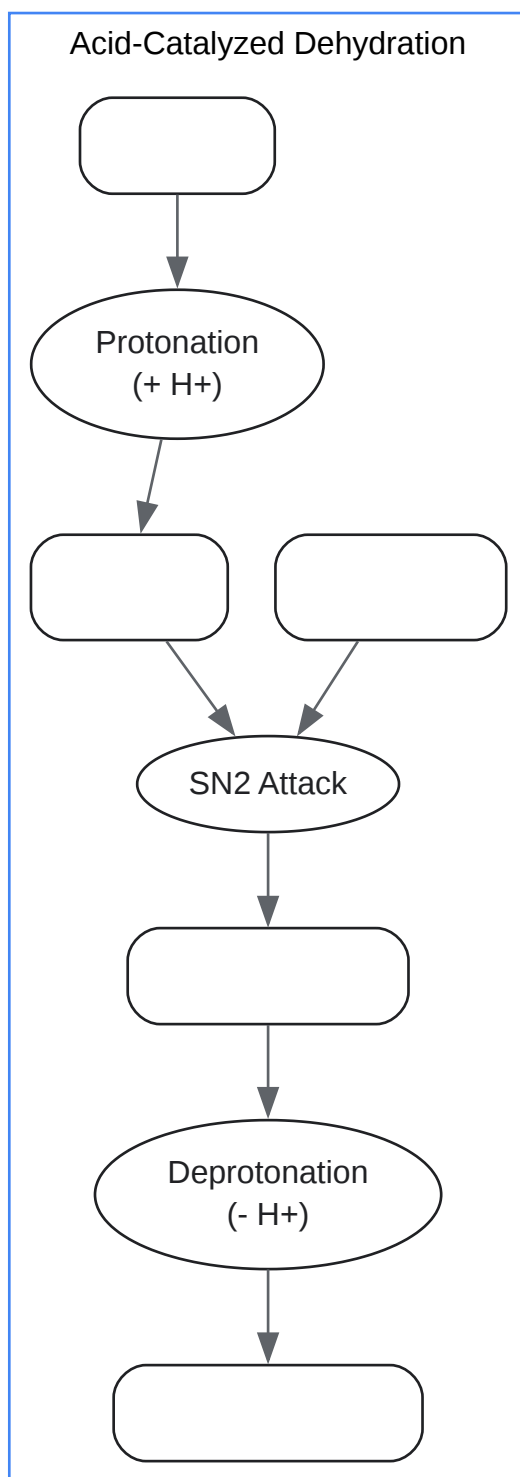 Acid-Catalyzed Dehydration
Protonation
(+ H+)
SN2 Attack
Deprotonation
(- H+)